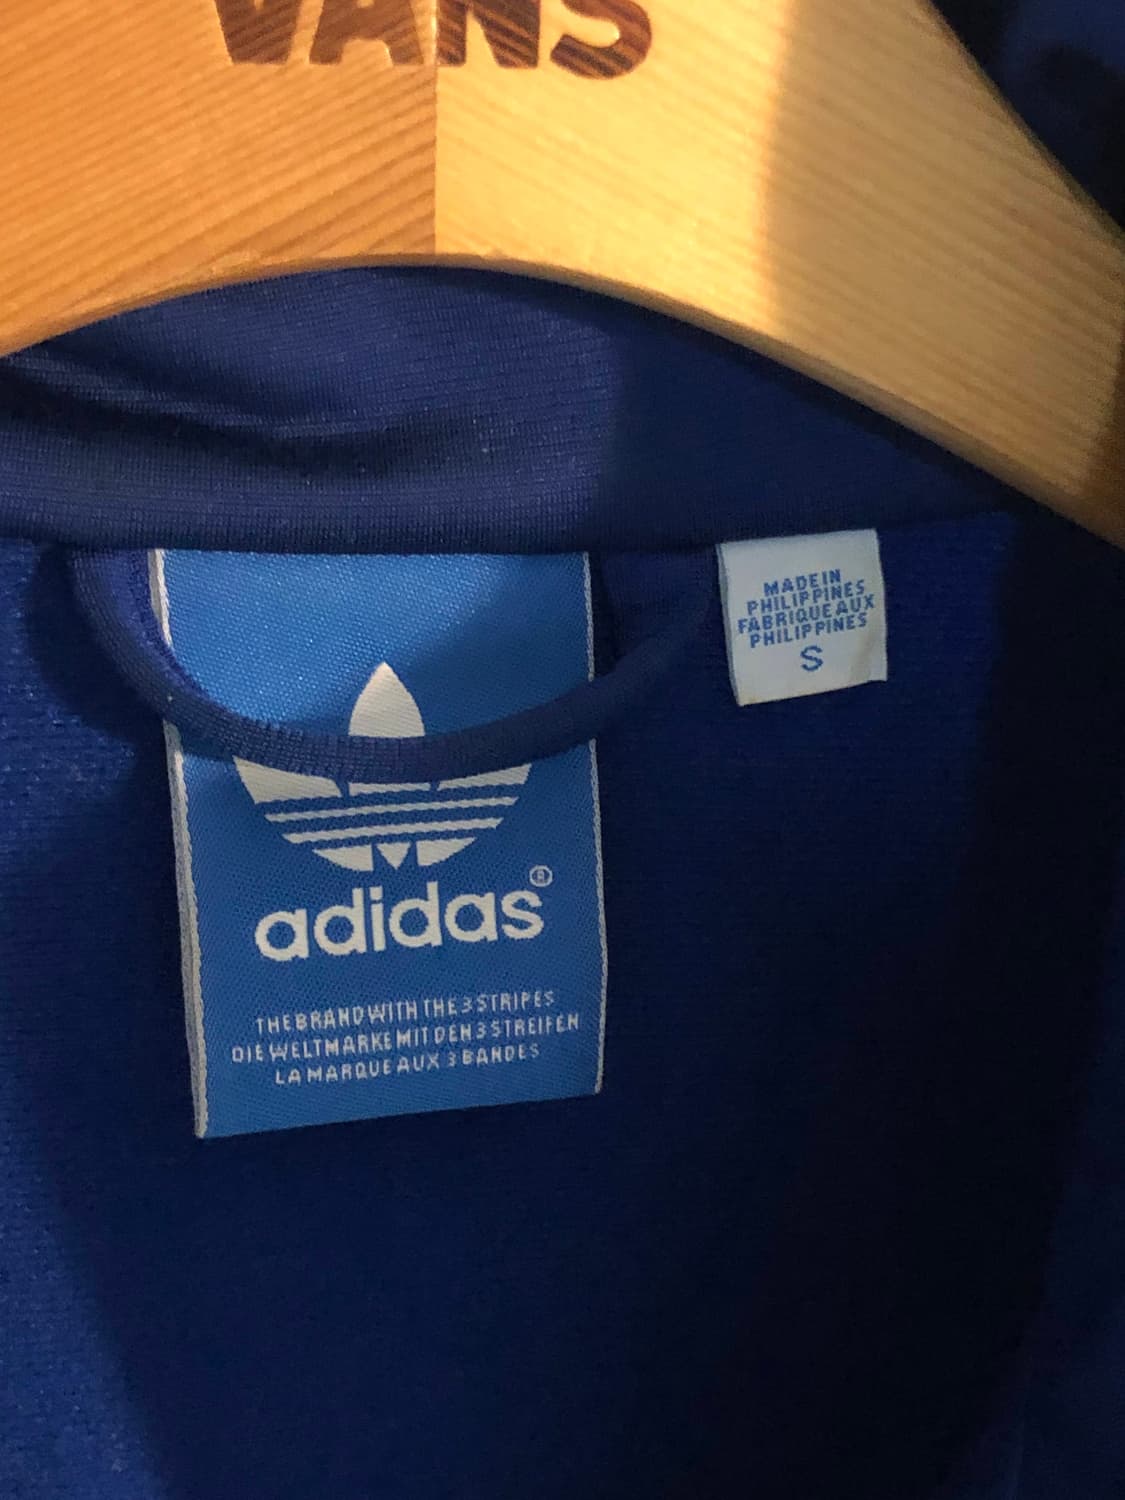 VANS
MADE IN
PHILIPPINES
FABRIQUE AUX
PHILIPPINES
S
adidas®
THE BRAND WITH THE 3 STRIPES
DIE WELTMARKE MIT DEN 3 STREIFEN
LA MARQUE AUX 3 BANDES